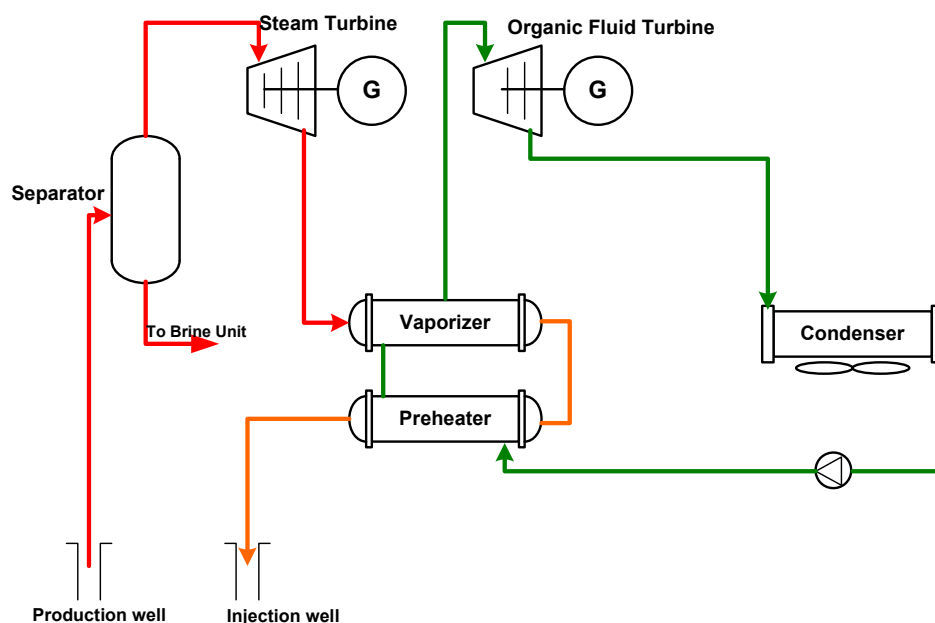 Steam Turbine
Organic Fluid Turbine
G
G
Separator
To Brine Unit
Vaporizer
Condenser
Preheater
Production well
Injection well